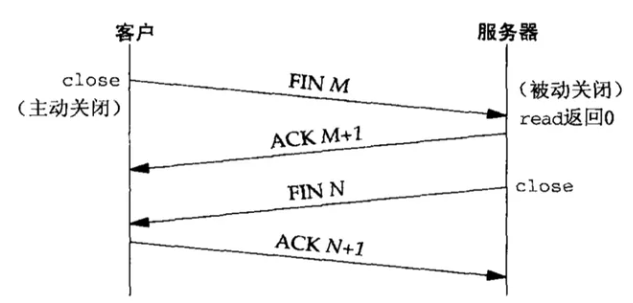 客户
服务器
close
（主动关闭）
FIN M
（被动关闭）
read返回0
ACK M+1
FIN N
close
ACK N+1